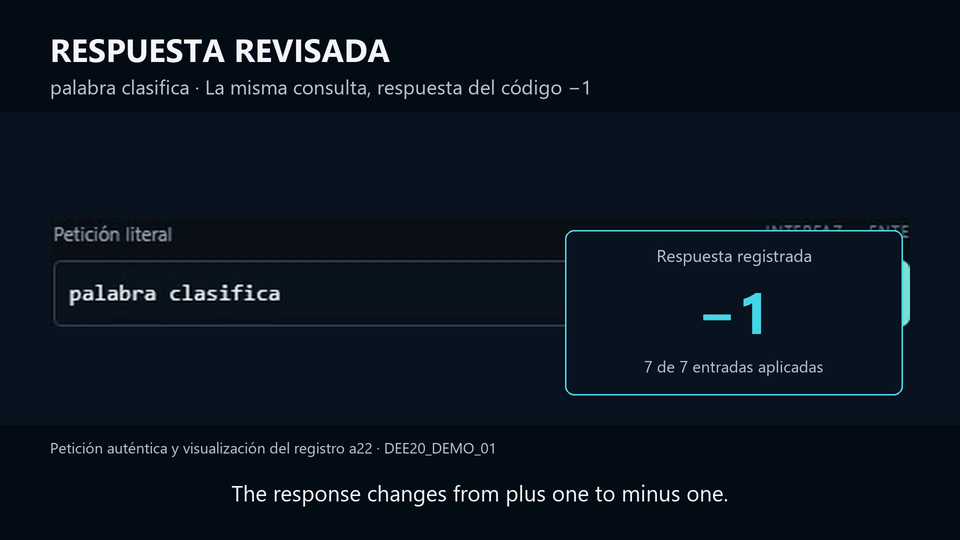 RESPUESTA REVISADA
palabra clasifica · La misma consulta, respuesta del código −1
Petición literal
palabra clasifica
Respuesta registrada
−1
7 de 7 entradas aplicadas
Petición auténtica y visualización del registro a22 · DEE20_DEMO_01
The response changes from plus one to minus one.